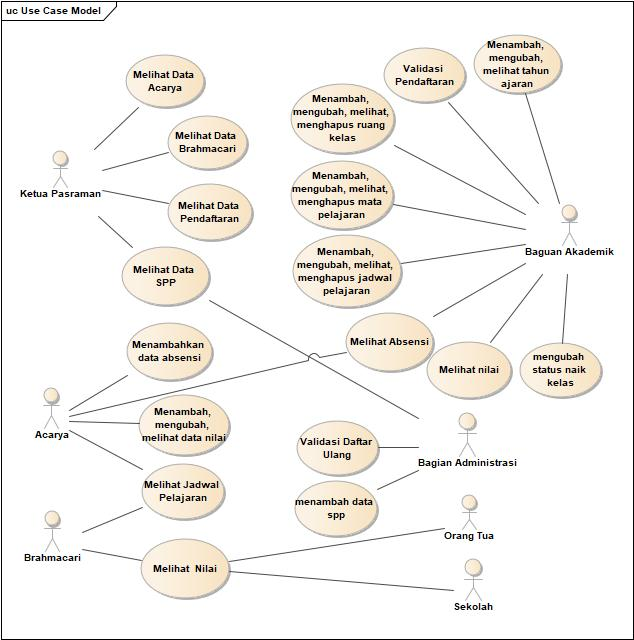 uc Use Case Model
Melihat Data
Acarya
Melihat Data
Brahmacari
Ketua Pasraman
Melihat Data
Pendaftaran
Melihat Data
SPP
Validasi
Pendaftaran
Menambah,
mengubah,
melihat tahun
ajaran
Menambah,
mengubah, melihat,
menghapus ruang
kelas
Menambah,
mengubah, melihat,
menghapus mata
pelajaran
Menambah,
mengubah, melihat,
menghapus jadwal
pelajaran
Baguan Akademik
Melihat Absensi
Melihat nilai
mengubah
status naik
kelas
Menambahkan
data absensi
Acarya
Menambah,
mengubah,
melihat data nilai
Melihat Jadwal
Pelajaran
Validasi Daftar
Ulang
Bagian Administrasi
menambah data
spp
Brahmacari
Melihat  Nilai
Orang Tua
Sekolah